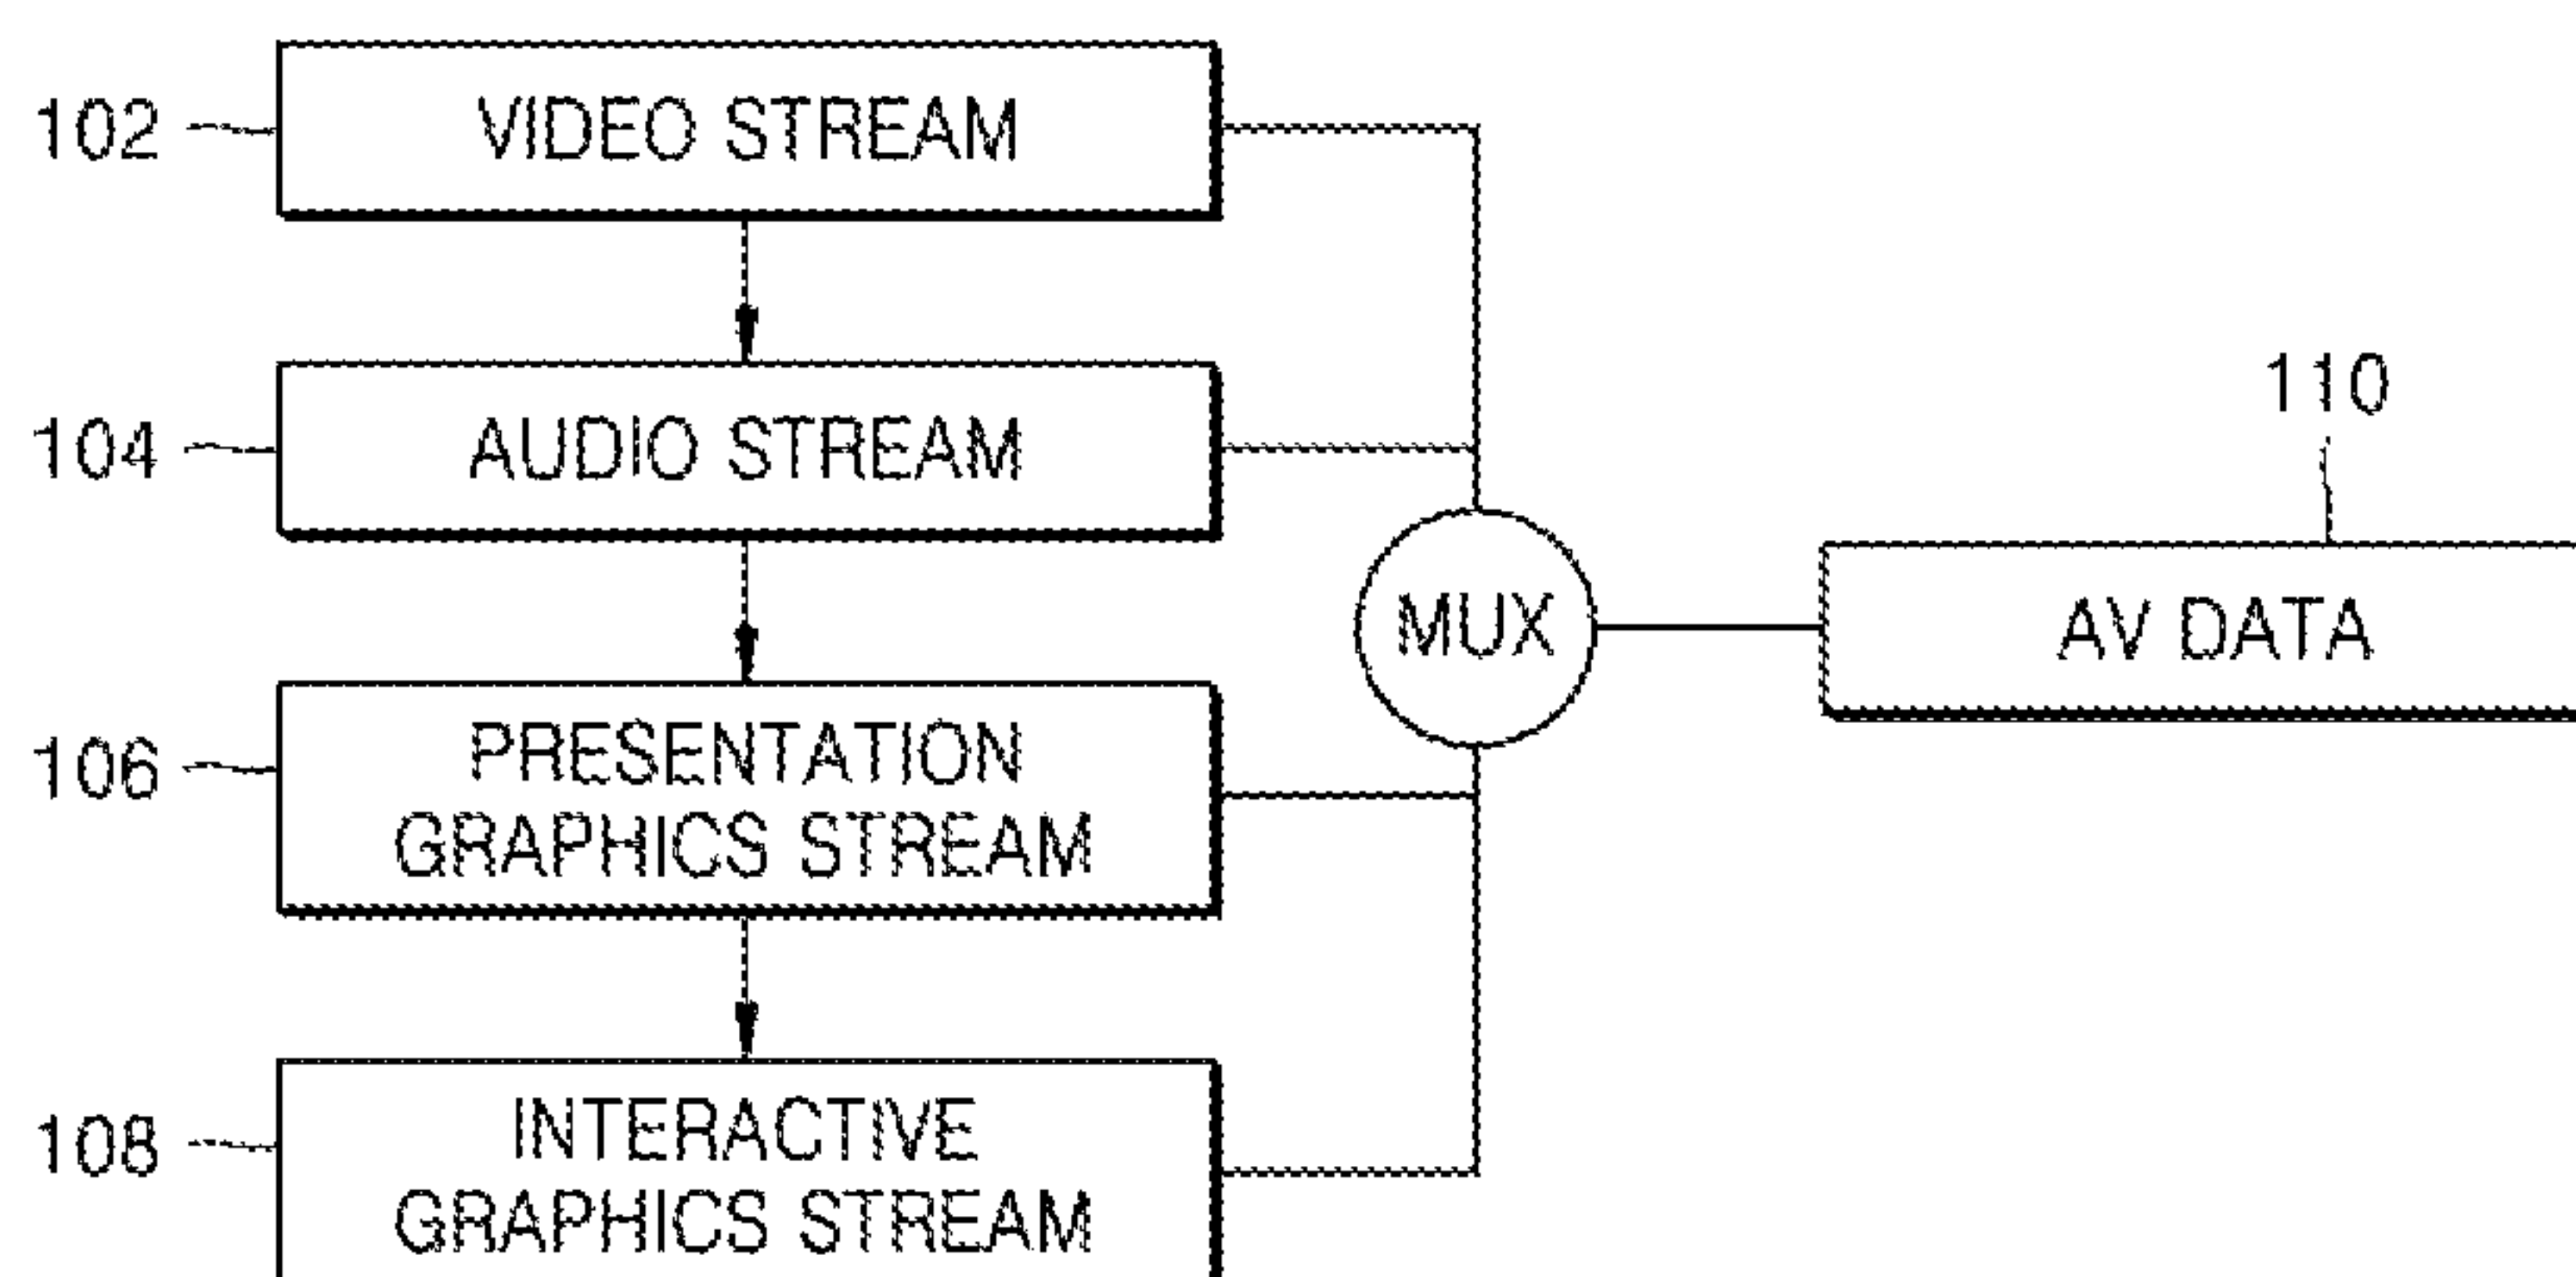 102
VIDEO STREAM
104
AUDIO STREAM
110
MUX
AV DATA
106
PRESENTATION
GRAPHICS STREAM
108
INTERACTIVE
GRAPHICS STREAM